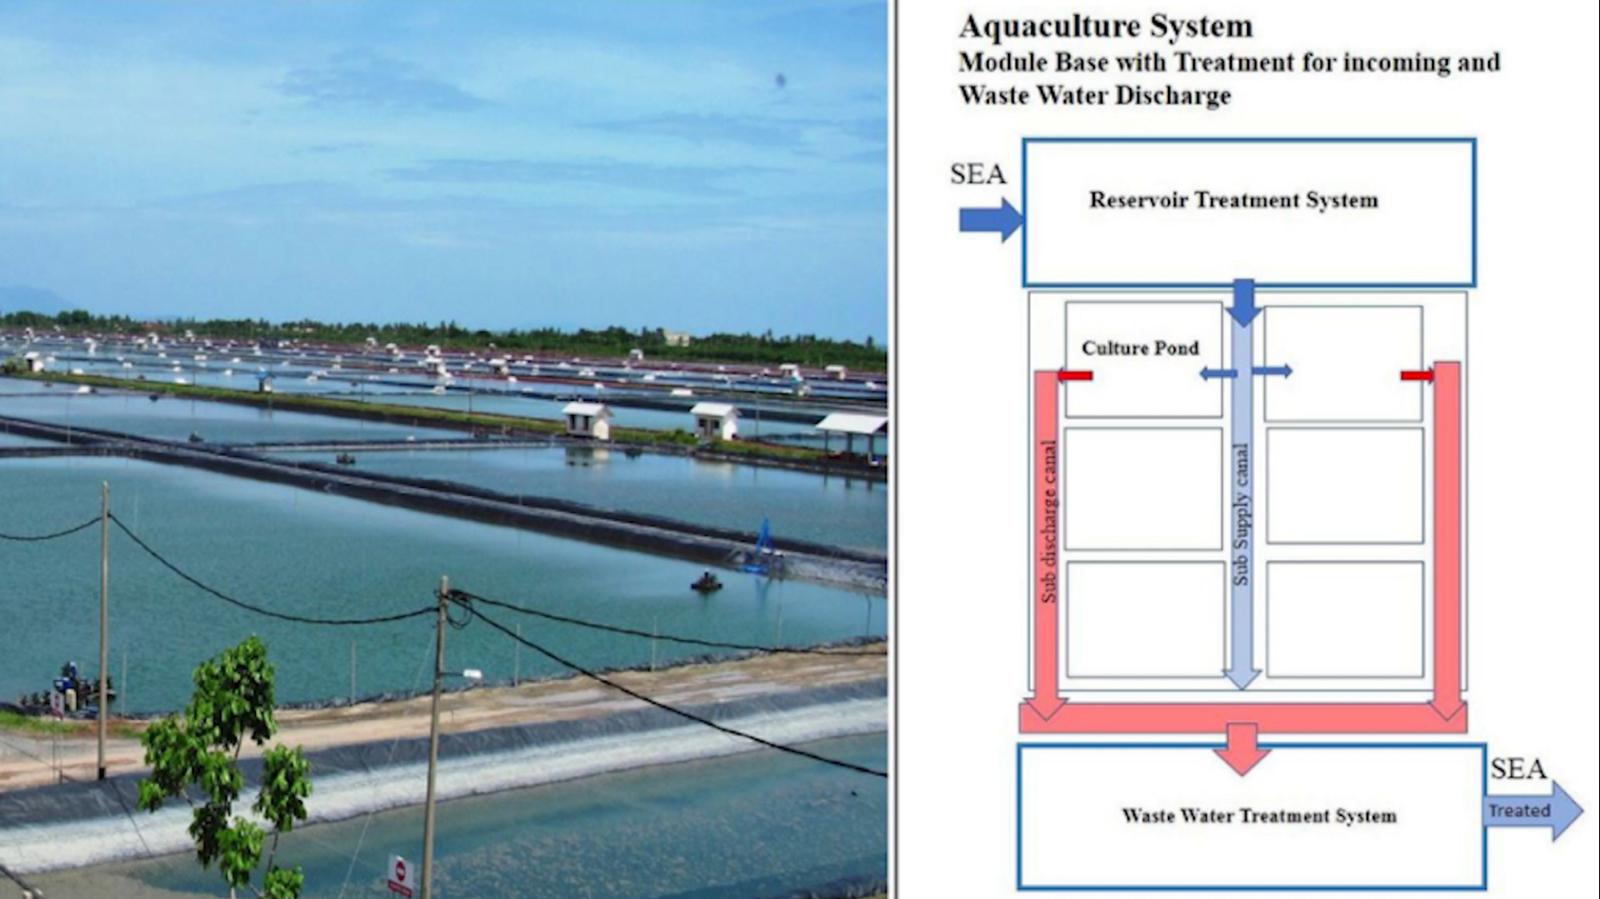 Aquaculture System
Module Base with Treatment for incoming and
Waste Water Discharge
SEA
Reservoir Treatment System
Culture Pond
Sub discharge canal
Sub Supply canal
Waste Water Treatment System
SEA
Treated